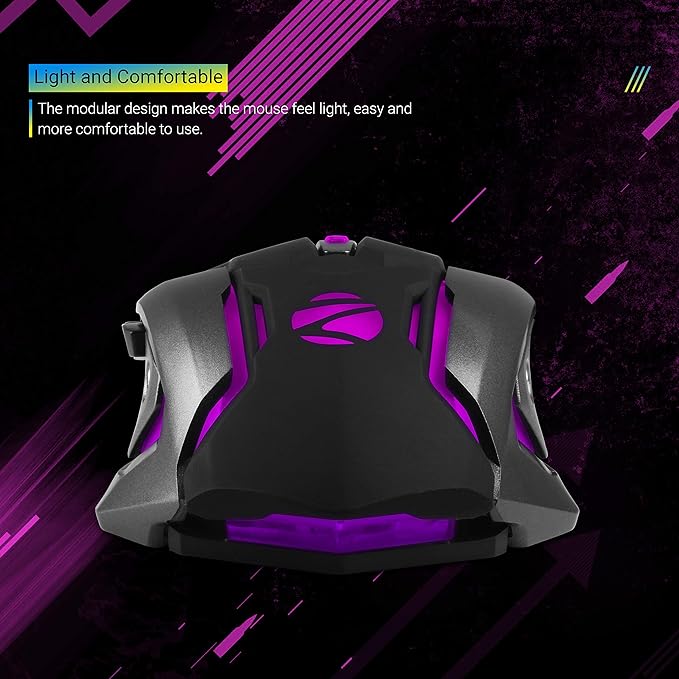 Light and Comfortable
The modular design makes the mouse feel light, easy and
more comfortable to use.